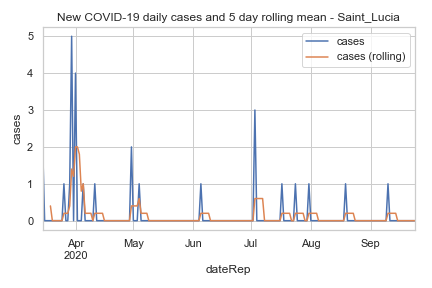 New COVID-19 daily cases and 5 day rolling mean - Saint_Lucia
cases
cases (rolling)
cases
5
4
3
2
1
0
Apr
2020
May
Jun
Jul
Aug
Sep
dateRep